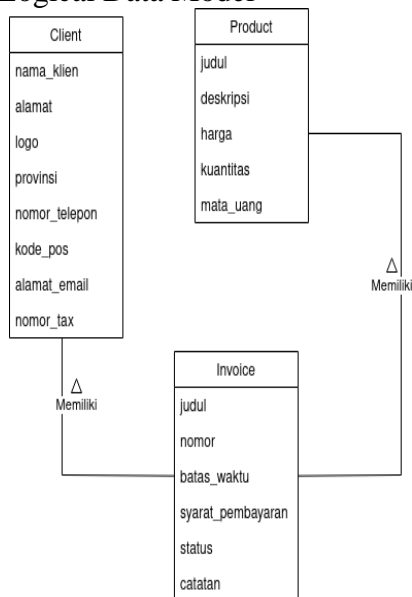 Logical Data Model
Client
nama_klien
alamat
logo
provinsi
nomor_telepon
kode_pos
alamat_email
nomor_tax
Product
judul
deskripsi
harga
kuantitas
mata_uang
Memiliki
Memiliki
Invoice
judul
nomor
batas_waktu
syarat_pembayaran
status
catatan